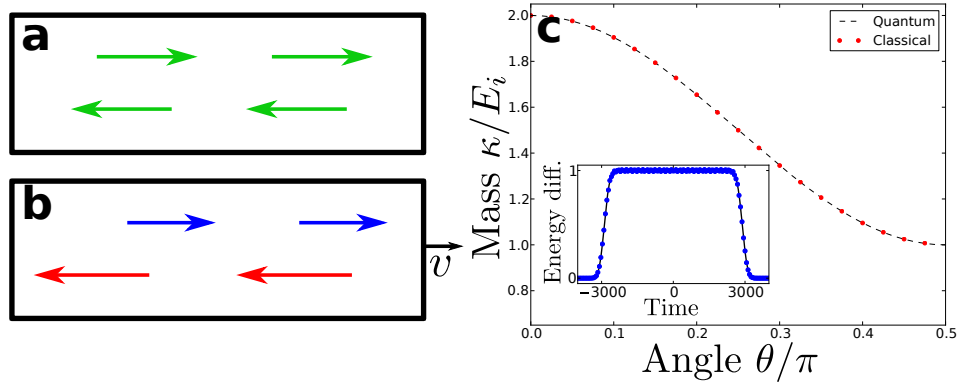 a
b
v
c
Quantum
Classical
Mass κ/E_i
2.0
1.8
1.6
1.4
1.2
1.0
0.8
0.0
0.1
0.2
0.3
0.4
0.5
Angle θ/π
Energy diff.
1
0
−3000
0
3000
Time